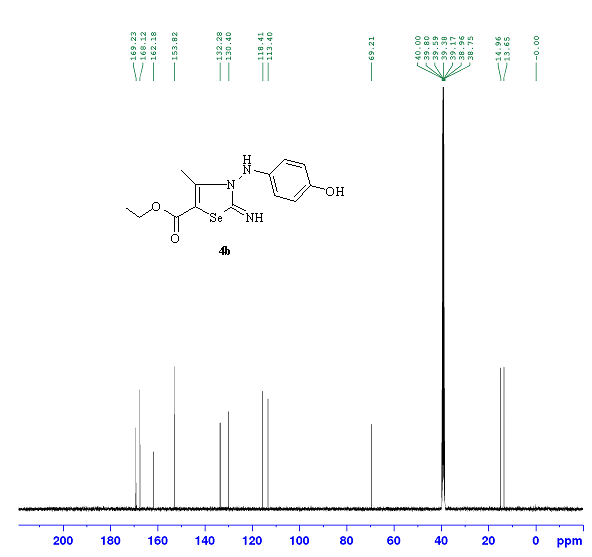 169.23
168.12
162.18
153.82
132.28
130.40
118.41
113.40
69.21
40.00
39.80
39.59
39.38
39.17
38.96
38.75
14.96
13.65
-0.00
NH
N
OH
O
Se
NH
O
4b
200 180 160 140 120 100 80 60 40 20 0 ppm